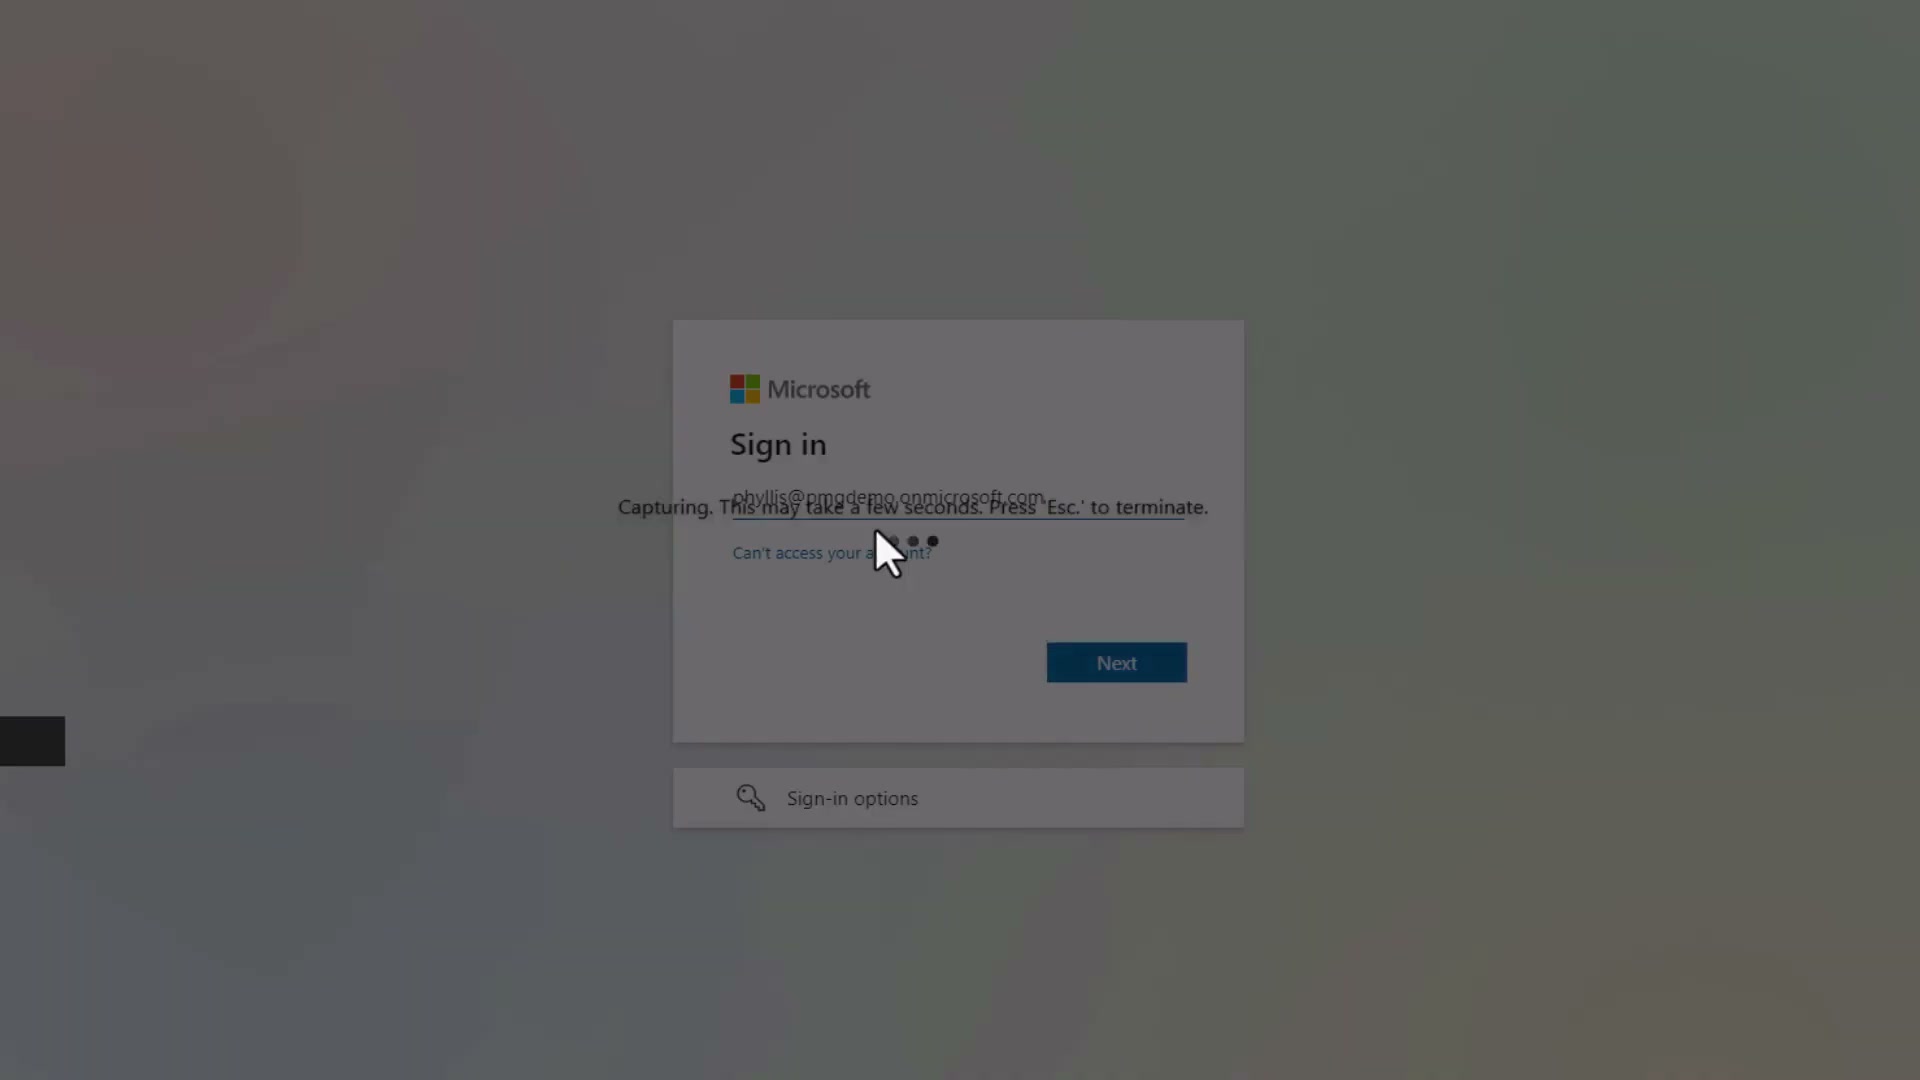 Microsoft
Sign in
phyllis@pmgdemo.onmicrosoft.com
Capturing. This may take a few seconds. Press 'Esc.' to terminate.
Can't access your account?
Next
Sign-in options